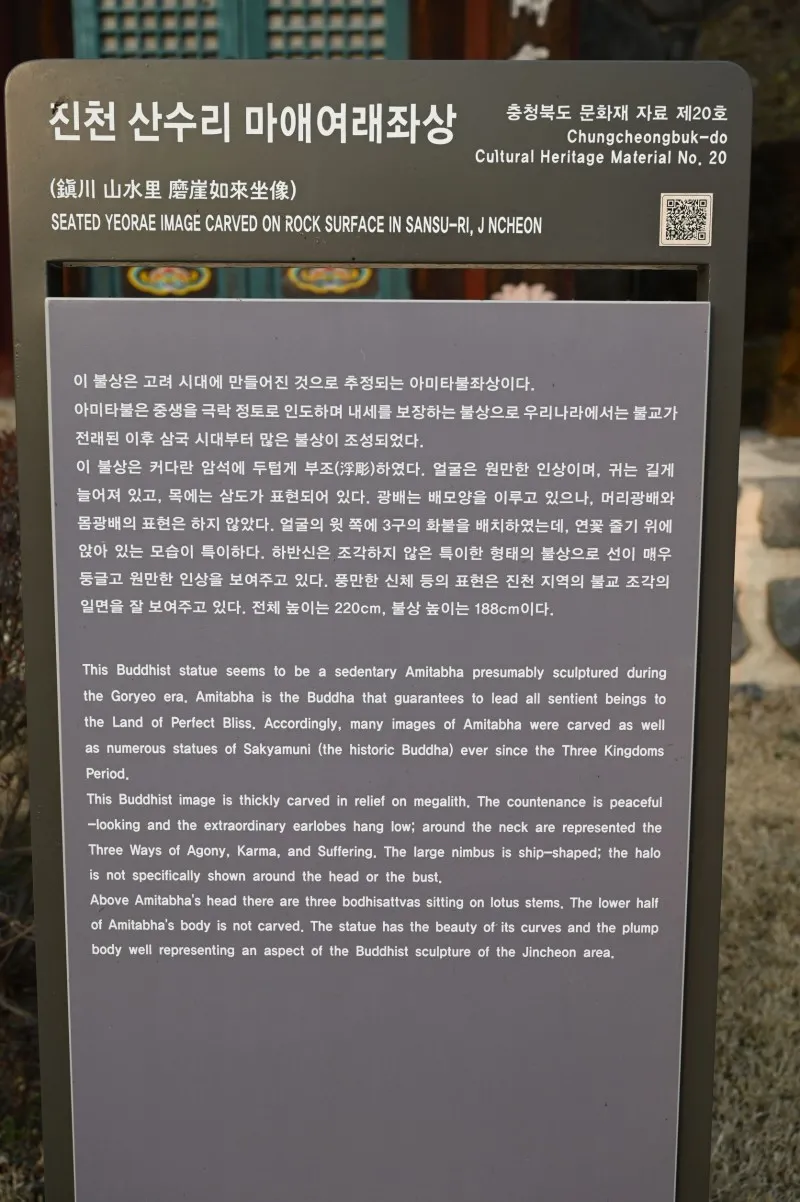 진천 산수리 마애여래좌상
충청북도 문화재 자료 제20호
Chungcheongbuk-do
Cultural Heritage Material No. 20
(鎭川 山水里 磨崖如來坐像)
SEATED YEORAE IMAGE CARVED ON ROCK SURFACE IN SANSU-RI, J NCHEON
이 불상은 고려 시대에 만들어진 것으로 추정되는 아미타불좌상이다.
아미타불은 중생을 극락 정토로 인도하며 내세를 보장하는 불상으로 우리나라에서는 불교가
전래된 이후 삼국 시대부터 많은 불상이 조성되었다.
이 불상은 커다란 암석에 두텁게 부조(浮彫)하였다. 얼굴은 원만한 인상이며, 귀는 길게
늘어져 있고, 목에는 삼도가 표현되어 있다. 광배는 배모양을 이루고 있으나, 머리광배와
몸광배의 표현은 하지 않았다. 얼굴의 윗 쪽에 3구의 화불을 배치하였는데, 연꽃 줄기 위에
앉아 있는 모습이 특이하다. 하반신은 조각하지 않은 특이한 형태의 불상으로 선이 매우
둥글고 원만한 인상을 보여주고 있다. 풍만한 신체 등의 표현은 진천 지역의 불교 조각의
일면을 잘 보여주고 있다. 전체 높이는 220cm, 불상 높이는 188cm이다.
This Buddhist statue seems to be a sedentary Amitabha presumably sculptured during
the Goryeo era. Amitabha is the Buddha that guarantees to lead all sentient beings to
the Land of Perfect Bliss. Accordingly, many images of Amitabha were carved as well
as numerous statues of Sakyamuni (the historic Buddha) ever since the Three Kingdoms
Period.
This Buddhist image is thickly carved in relief on megalith. The countenance is peaceful
-looking and the extraordinary earlobes hang low; around the neck are represented the
Three Ways of Agony, Karma, and Suffering. The large nimbus is ship-shaped; the halo
is not specifically shown around the head or the bust.
Above Amitabha's head there are three bodhisattvas sitting on lotus stems. The lower half
of Amitabha's body is not carved. The statue has the beauty of its curves and the plump
body well representing an aspect of the Buddhist sculpture of the Jincheon area.